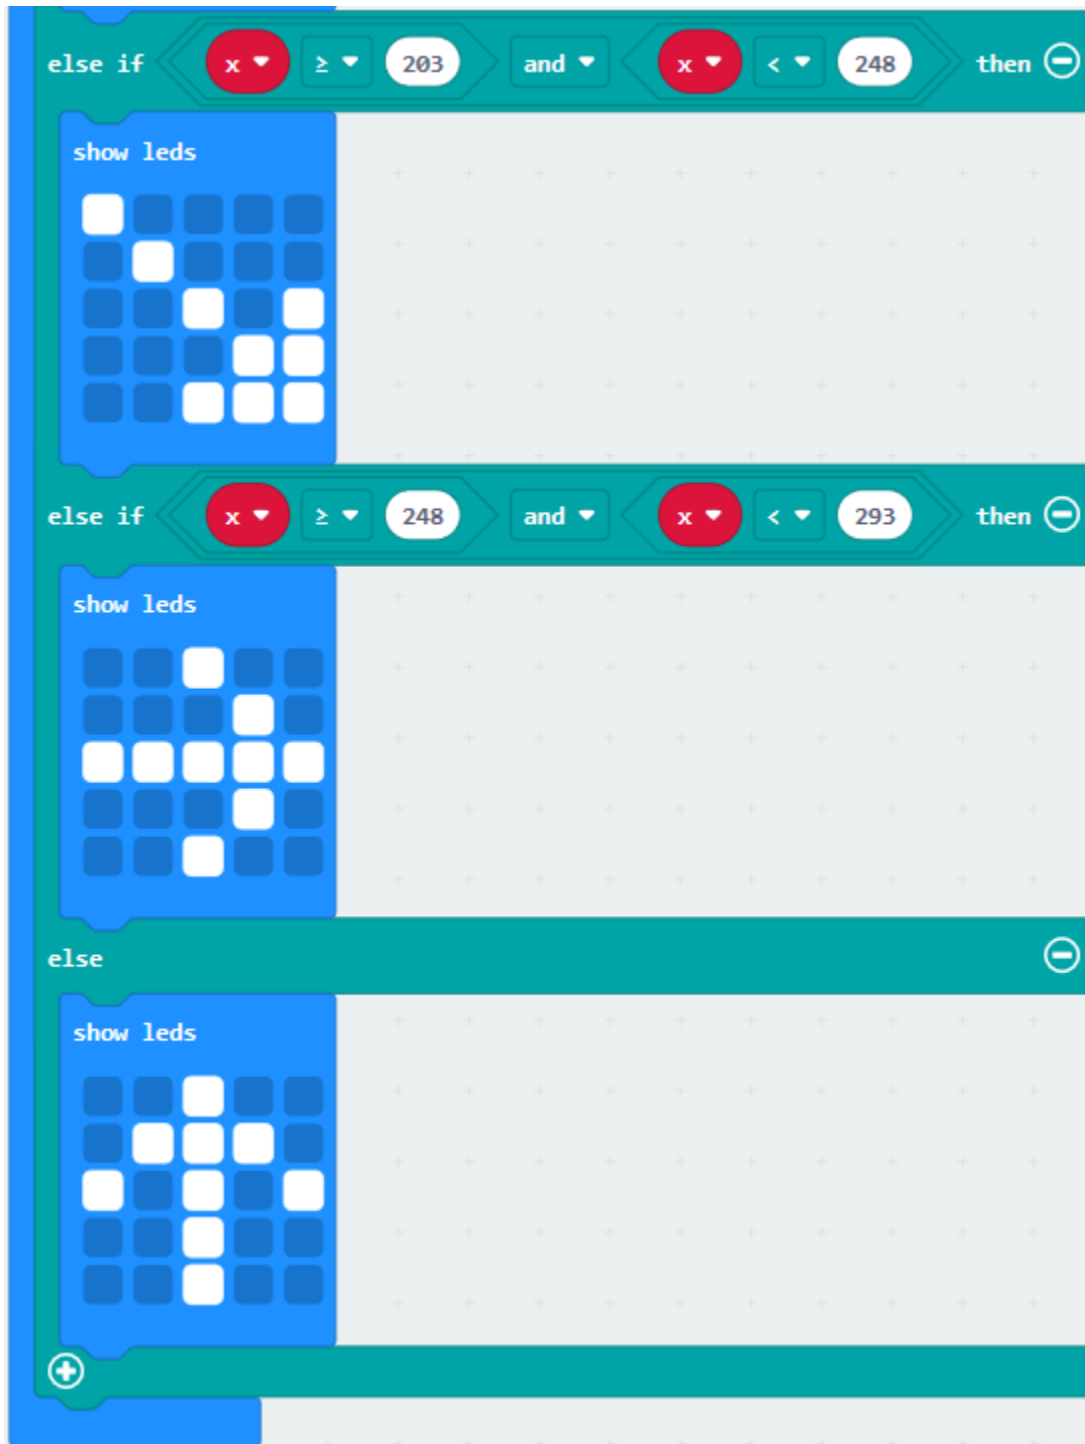 else if x ≥ 203 and x < 248 then
show leds
else if x ≥ 248 and x < 293 then
show leds
else
show leds